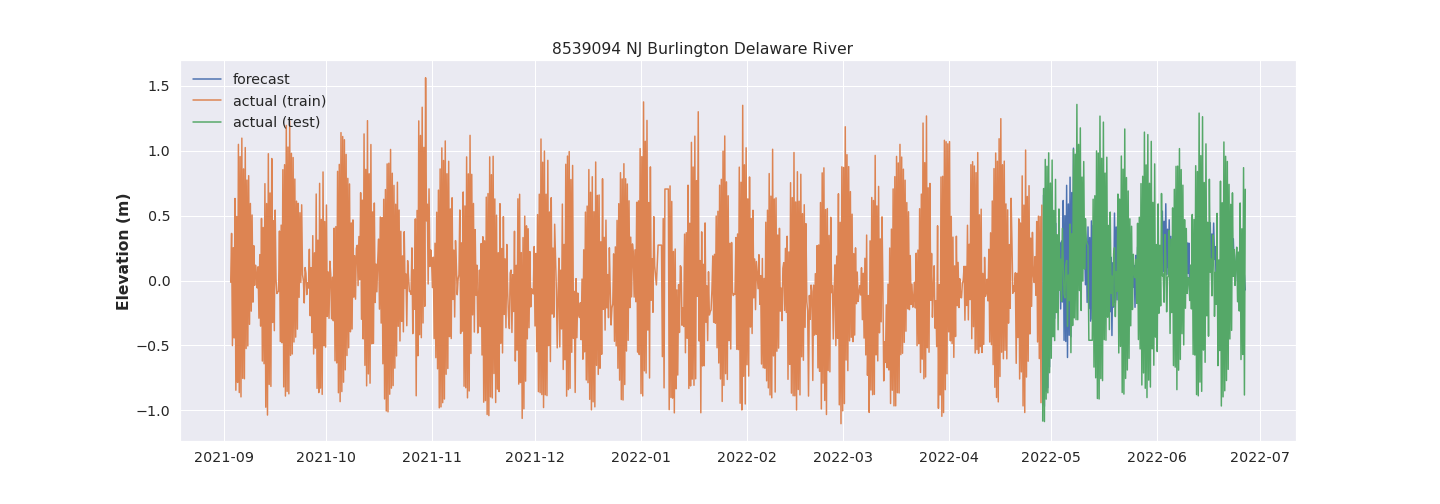 8539094 NJ Burlington Delaware River
forecast
actual (train)
actual (test)
Elevation (m)
1.5
1.0
0.5
0.0
−0.5
−1.0
2021-09 2021-10 2021-11 2021-12 2022-01 2022-02 2022-03 2022-04 2022-05 2022-06 2022-07